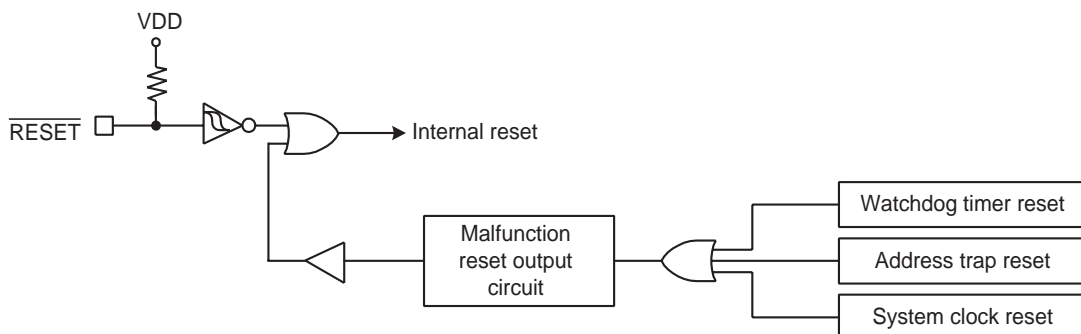 VDD
RESET
Internal reset
Watchdog timer reset
Malfunction
reset output
circuit
Address trap reset
System clock reset